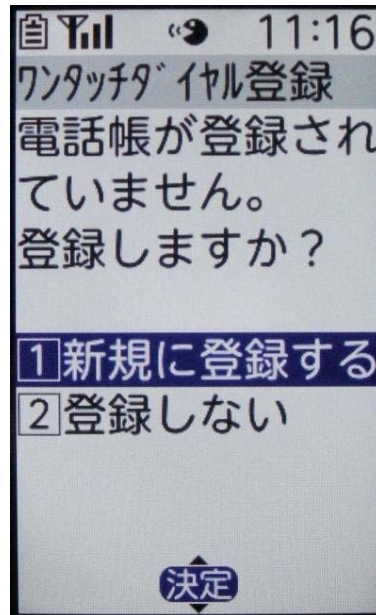 11:16
ﾜﾝﾀｯﾁﾀﾞｲﾔﾙ登録
電話帳が登録され
ていません。
登録しますか？
1新規に登録する
2登録しない
決定